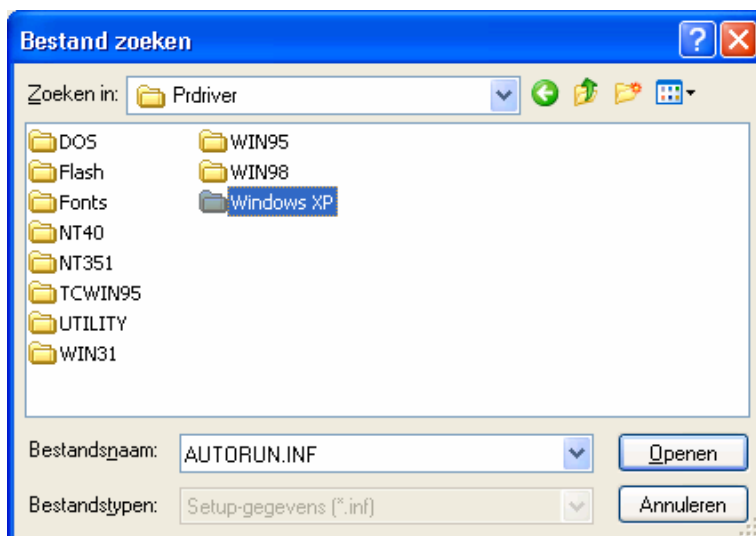 Bestand zoeken
Zoeken in: Prdriver
DOS
Flash
Fonts
NT40
NT351
TCWIN95
UTILITY
WIN31
WIN95
WIN98
Windows XP
Bestandsnaam: AUTORUN.INF Openen
Bestandstypen: Setup-gegevens (*.inf) Annuleren